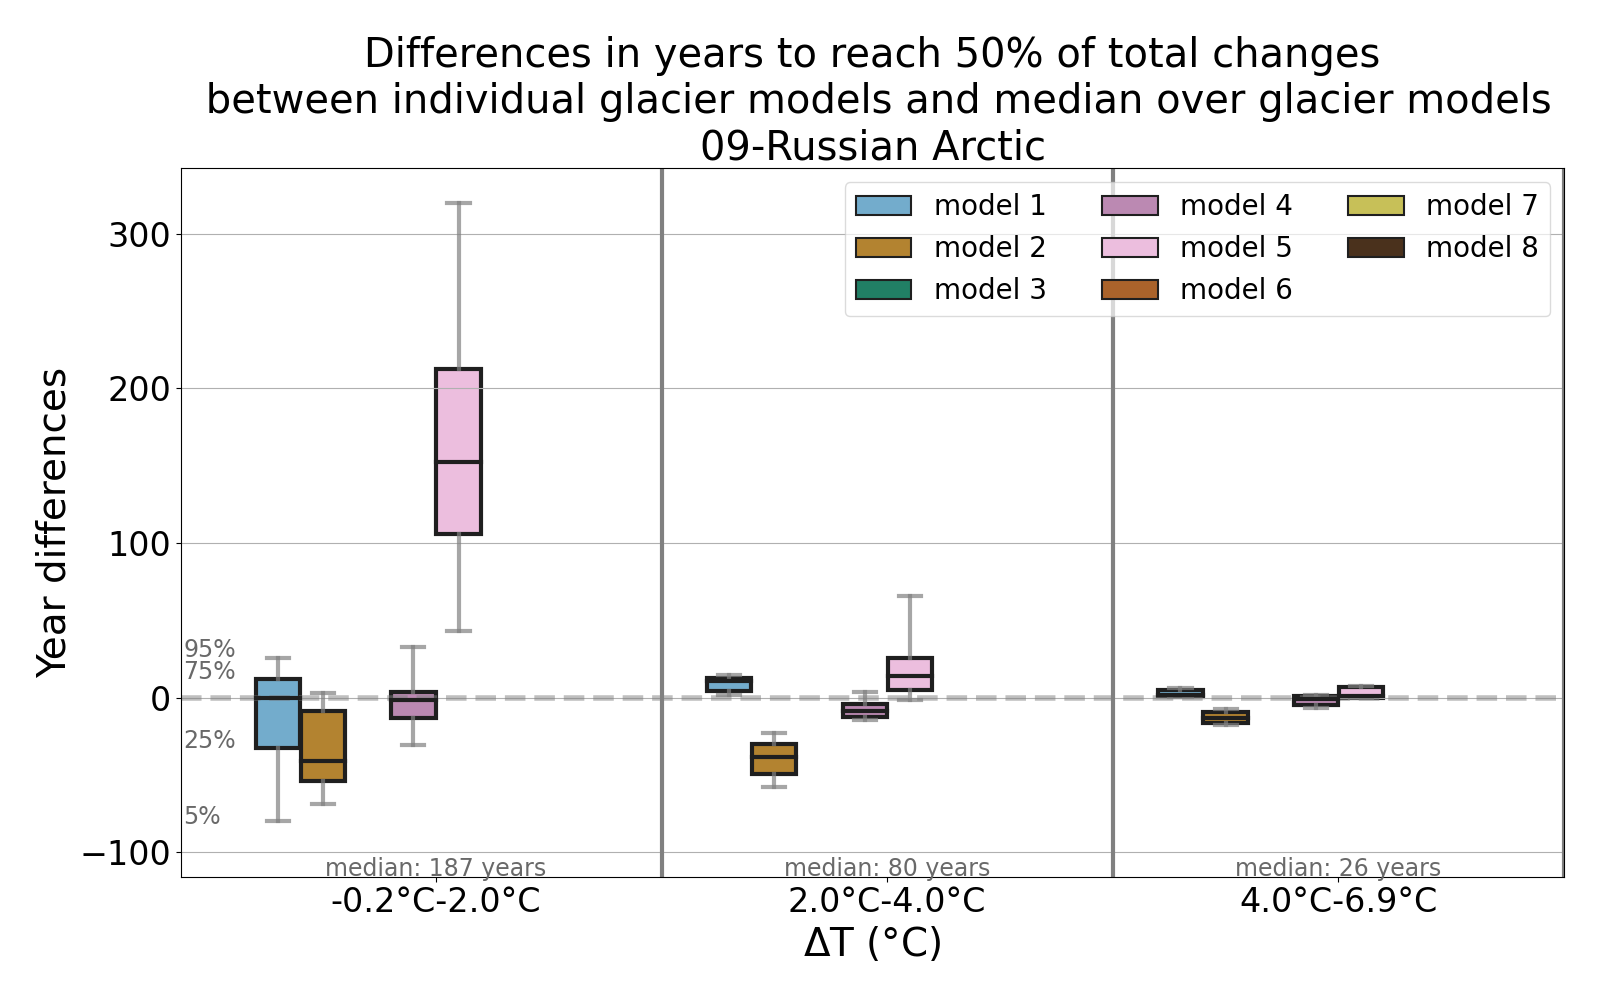 Differences in years to reach 50% of total changes
between individual glacier models and median over glacier models
09-Russian Arctic
model 1
model 2
model 3
model 4
model 5
model 6
model 7
model 8
Year differences
300
200
100
0
−100
95%
75%
25%
5%
median: 187 years
median: 80 years
median: 26 years
-0.2°C-2.0°C
2.0°C-4.0°C
4.0°C-6.9°C
ΔT (°C)